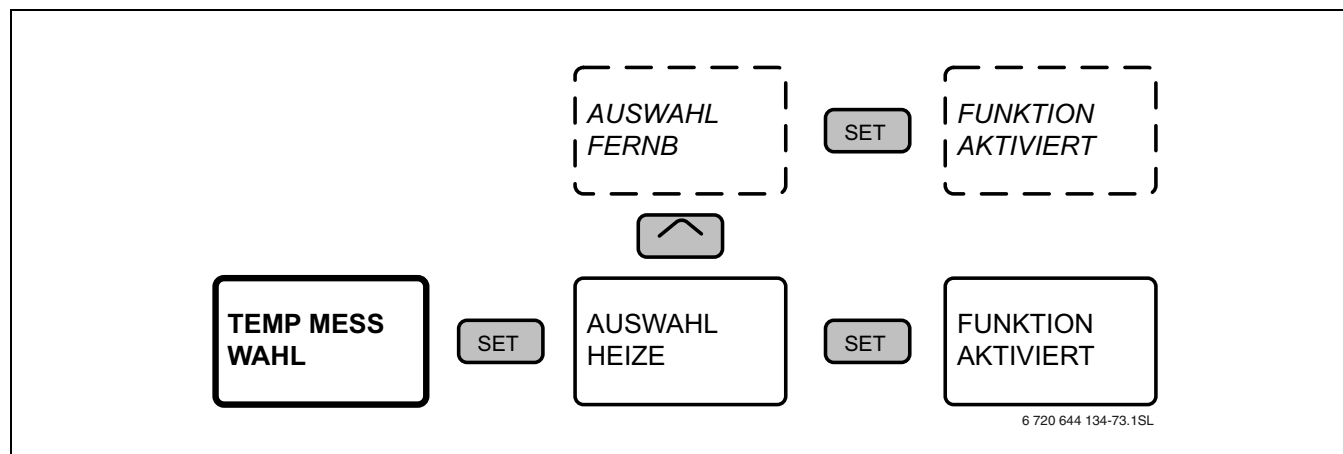 AUSWAHL
FERNB
SET
FUNKTION
AKTIVIERT
TEMP MESS
WAHL
SET
AUSWAHL
HEIZE
SET
FUNKTION
AKTIVIERT
6 720 644 134-73.1SL